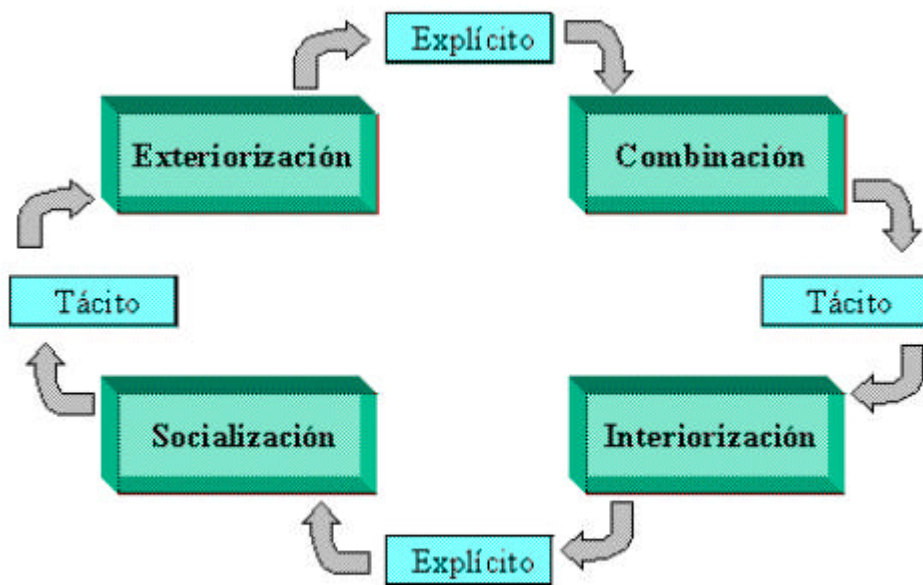 Explícito
Exteriorización
Combinación
Tácito
Tácito
Socialización
Interiorización
Explícito